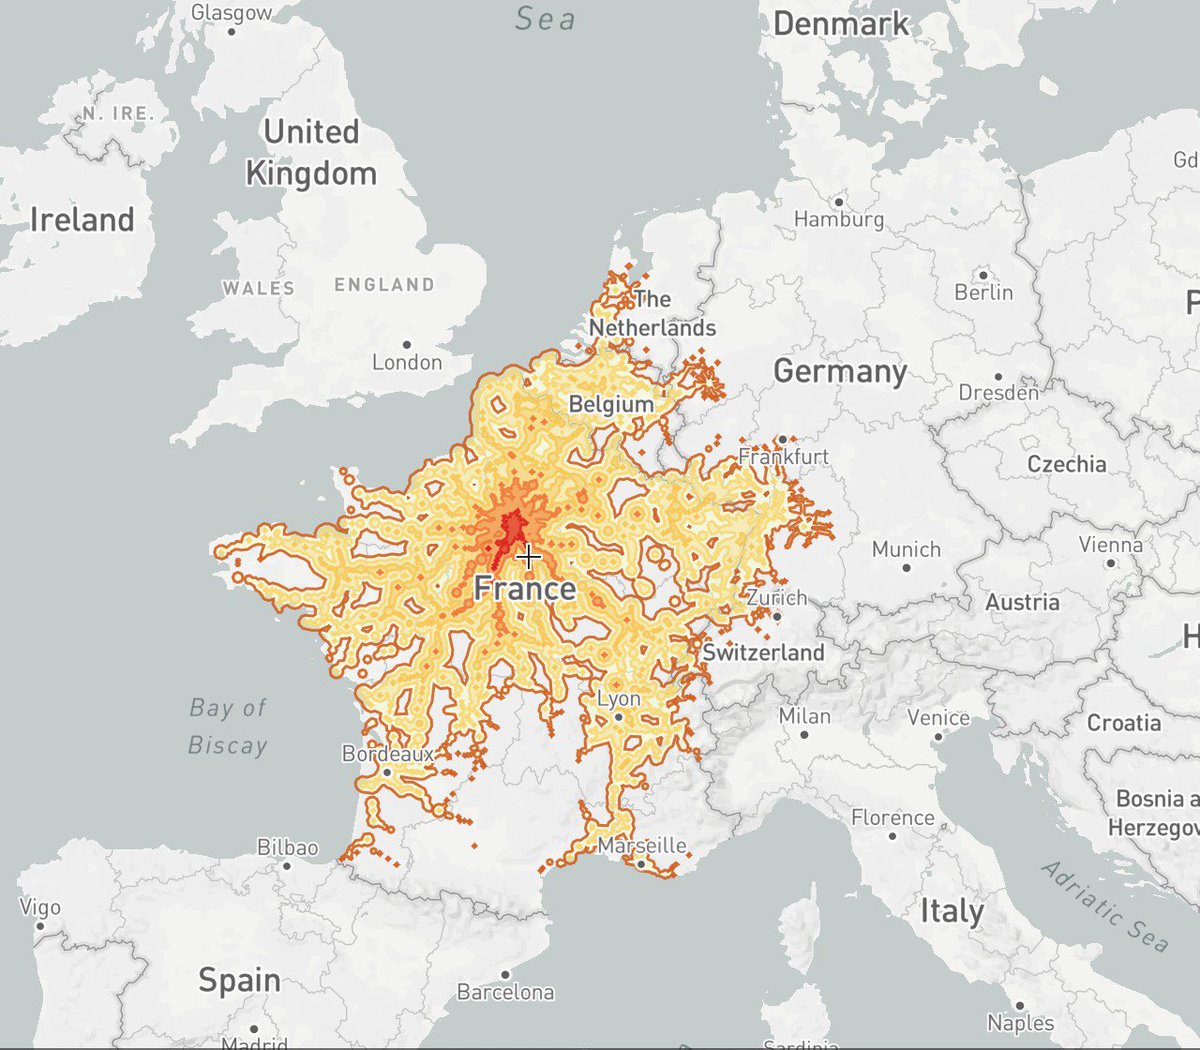 Glasgow
Sea
Denmark
N. IRE.
United
Kingdom
Gd
Ireland
Hamburg
WALES
ENGLAND
Berlin
The
Netherlands
P
London
Germany
Dresden
Belgium
Frankfurt
Czechia
Munich
Vienna
France
Zurich
Austria
Switzerland
H
Lyon
Bay of
Biscay
Milan
Venice
Croatia
Bordeaux
Bosnia a
Herzegov
Florence
Bilbao
Marseille
Adriatic Sea
Vigo
Italy
Spain
Barcelona
Naples
Madrid
Sardinia